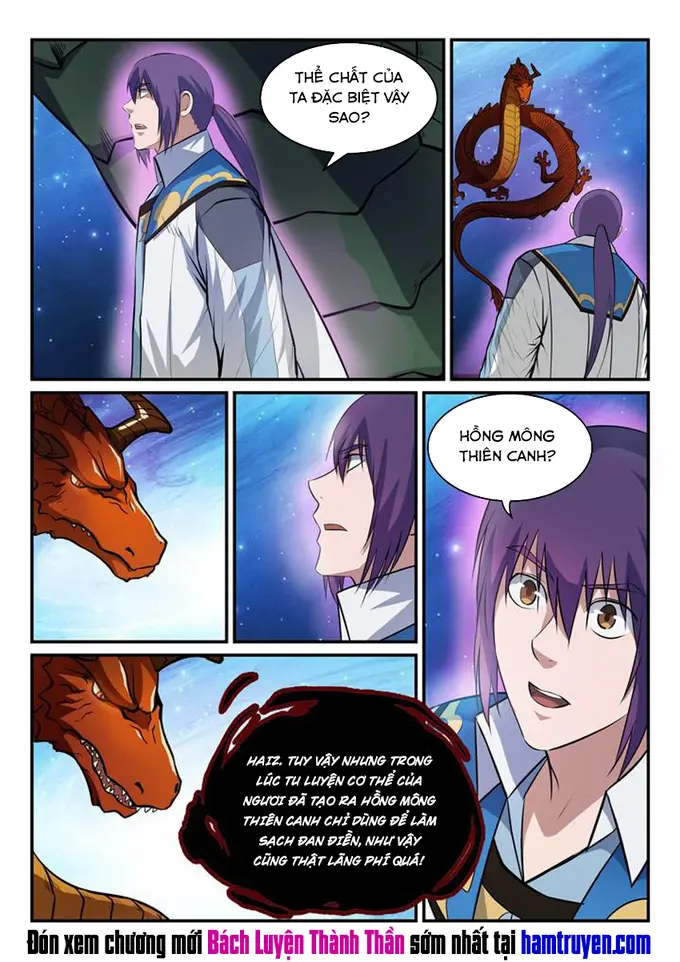 THỂ CHẤT CỦA
TA ĐẶC BIỆT VẬY
SAO?
HỒNG MÔNG
THIÊN CANH?
HAIZ. TUY VẬY NHƯNG TRONG
LÚC TU LUYỆN CƠ THỂ CỦA
NGƯƠI ĐÃ TẠO RA HỒNG MÔNG
THIÊN CANH CHỈ DÙNG ĐỂ LÀM
SẠCH ĐAN ĐIỀN, NHƯ VẬY
CŨNG THẬT LÃNG PHÍ QUÁ!
Đón xem chương mới Bách Luyện Thành Thần sớm nhất tại hamtruyen.com